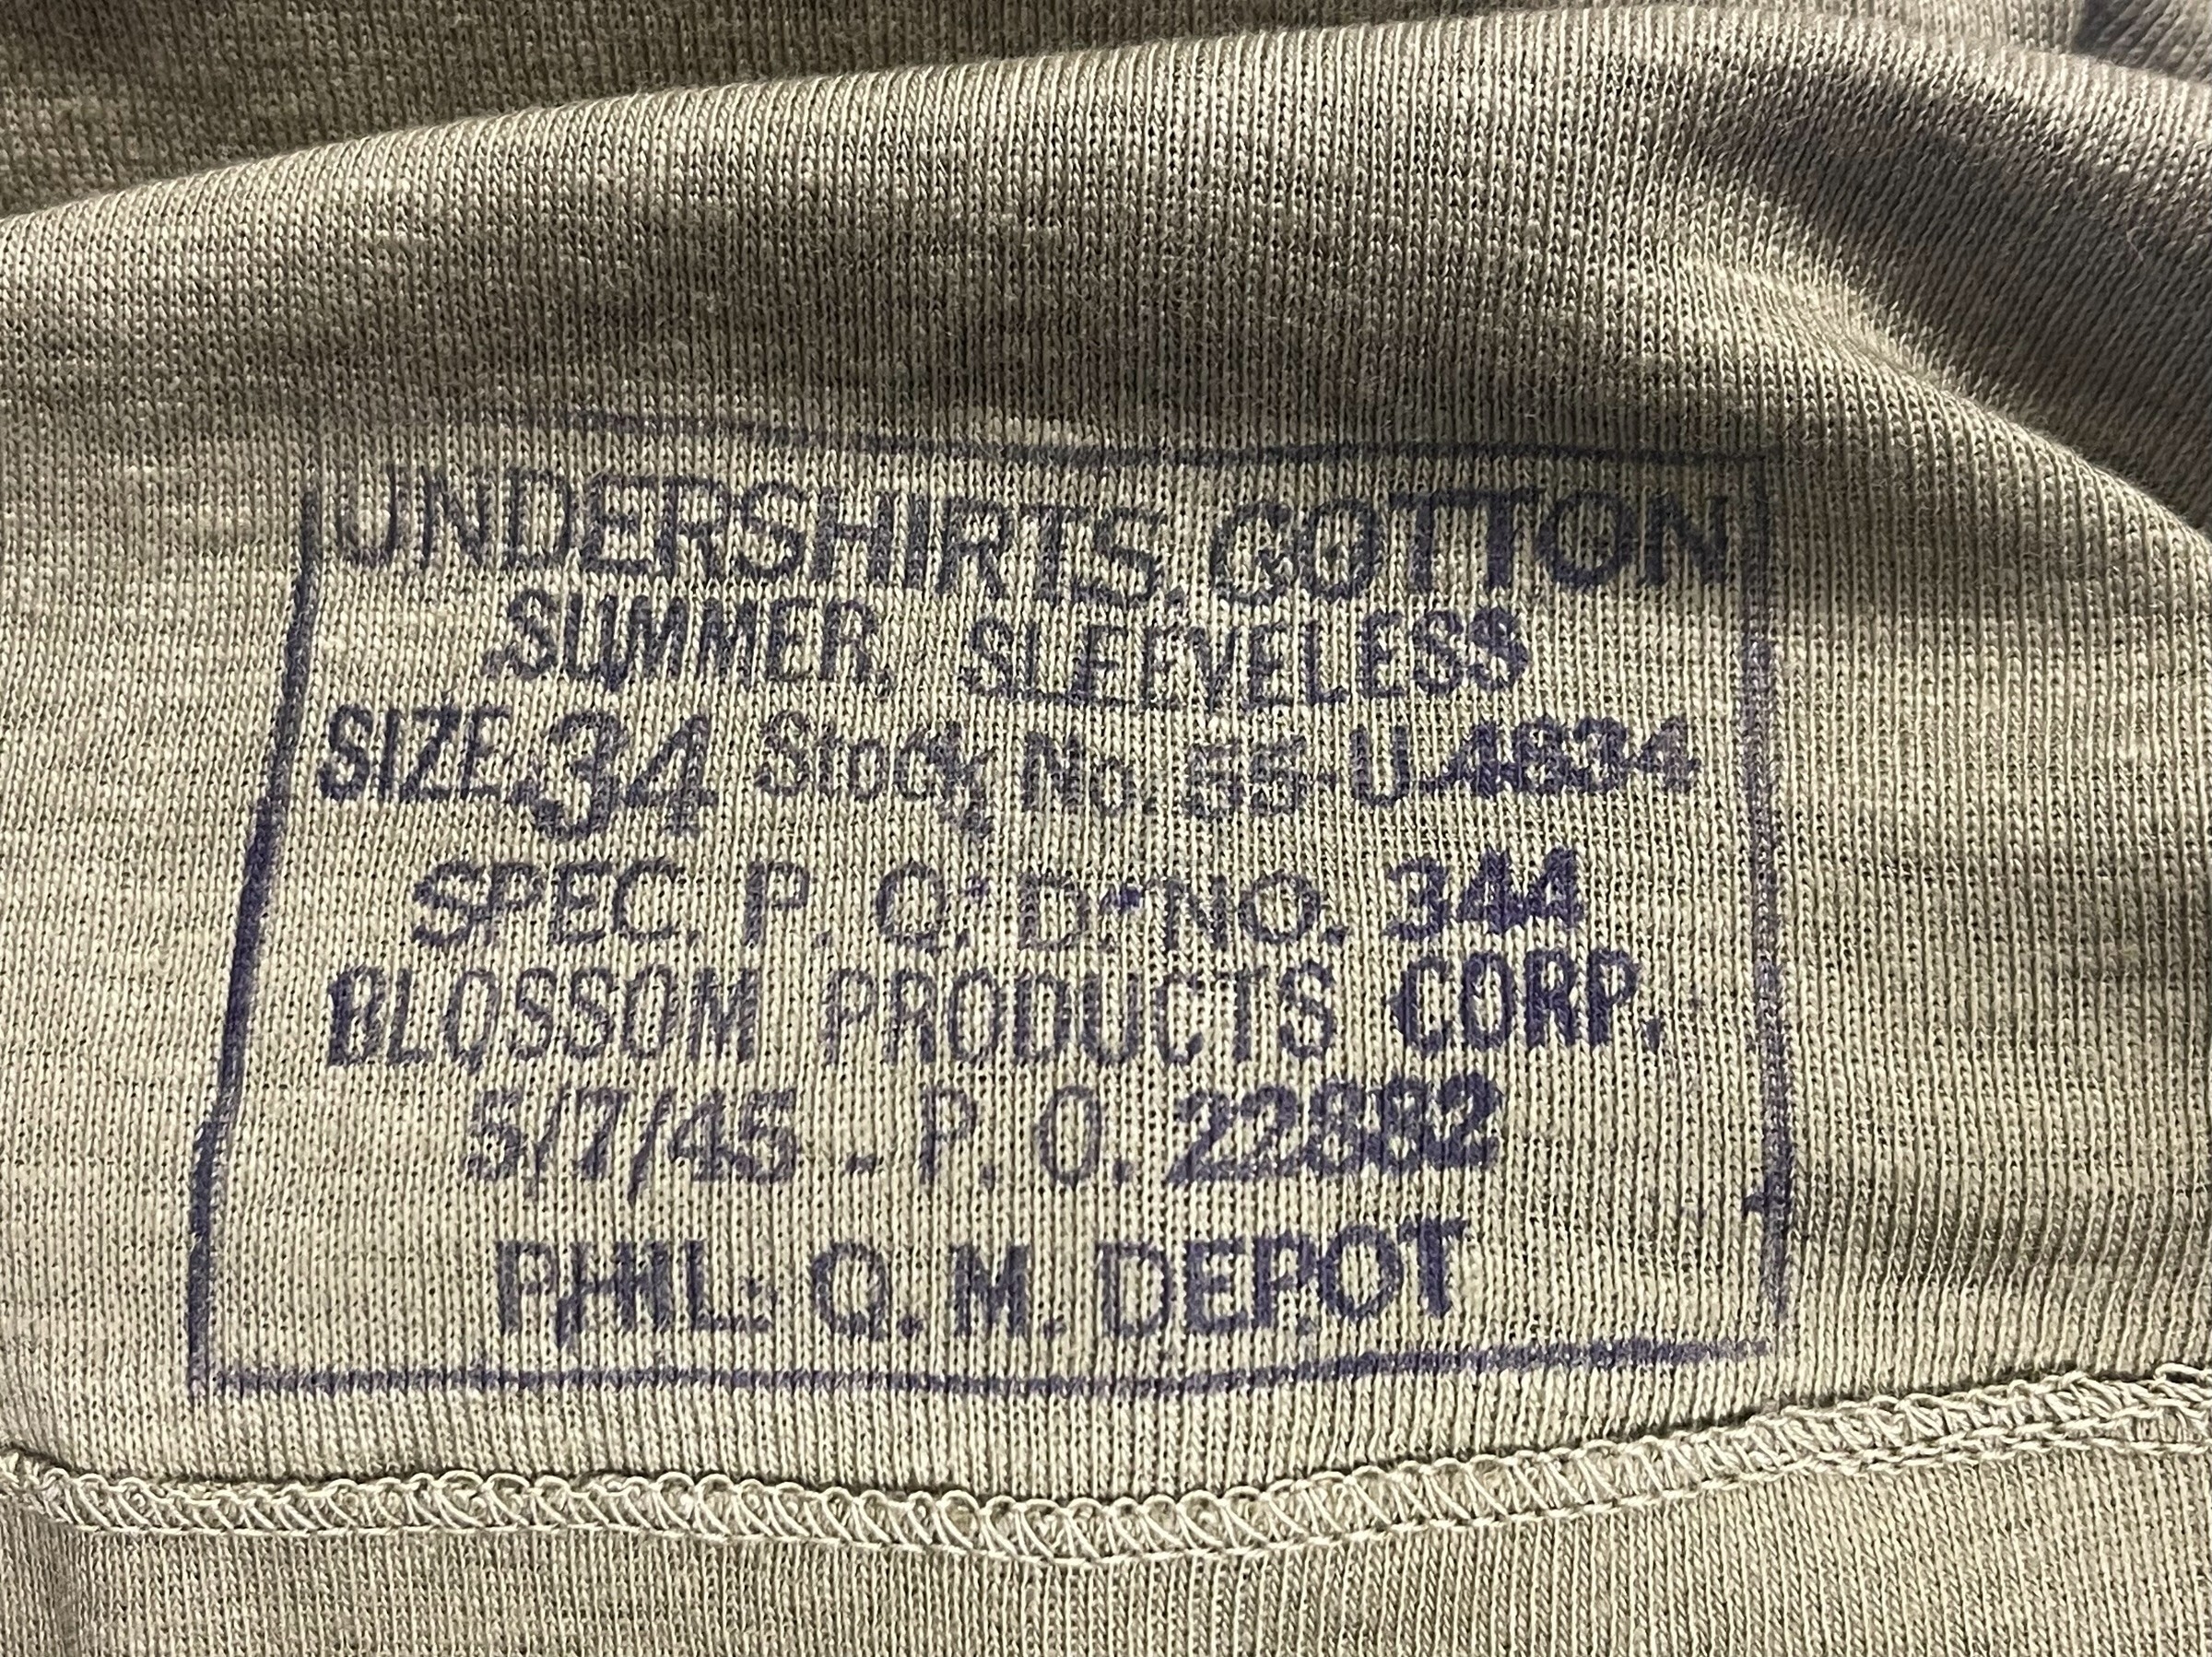 UNDERSHIRTS, COTTON
SUMMER, SLEEVELESS
SIZE 34 Stock No. 55-U-4634
SPEC. P. Q. D. NO. 344
BLOSSOM PRODUCTS CORP.
5/7/45 - P. O. 22882
PHIL. Q. M. DEPOT